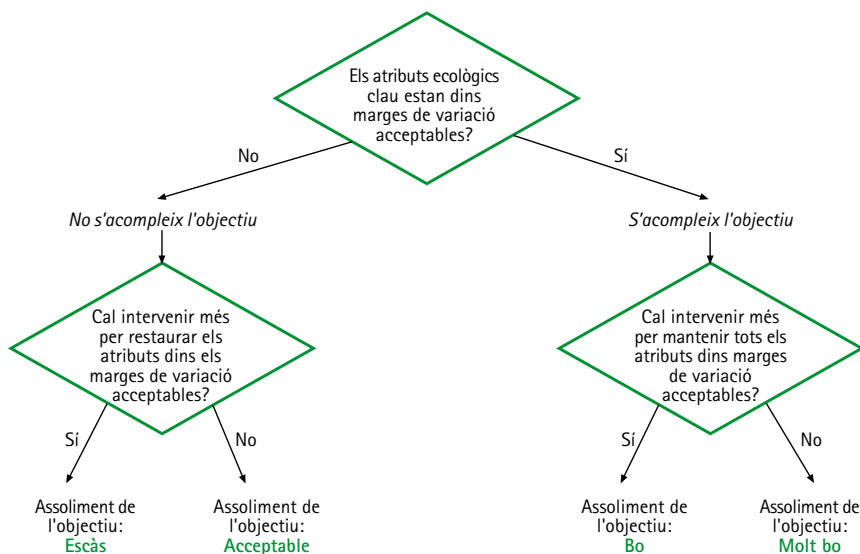 Els atributs ecològics
clau estan dins
marges de variació
acceptables?
No
Sí
No s'acompleix l'objectiu
S'acompleix l'objectiu
Cal intervenir més
per restaurar els
atributs dins els
marges de variació
acceptables?
Cal intervenir més
per mantenir tots els
atributs dins marges
de variació
acceptables?
Sí
No
Sí
No
Assoliment de
l'objectiu:
Escàs
Assoliment de
l'objectiu:
Acceptable
Assoliment de
l'objectiu:
Bo
Assoliment de
l'objectiu:
Molt bo